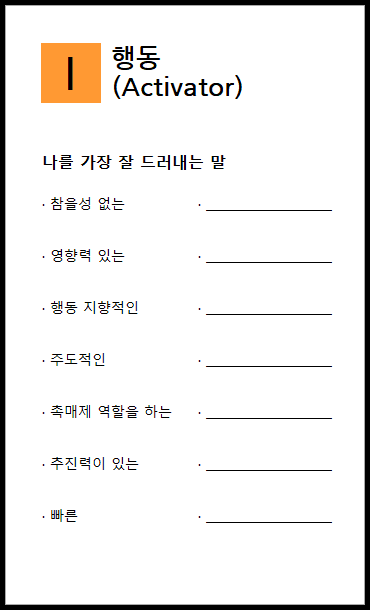 I
행동
(Activator)
나를 가장 잘 드러내는 말
· 참을성 없는 · ________________
· 영향력 있는 · ________________
· 행동 지향적인 · ________________
· 주도적인 · ________________
· 촉매제 역할을 하는 · ________________
· 추진력이 있는 · ________________
· 빠른 · ________________